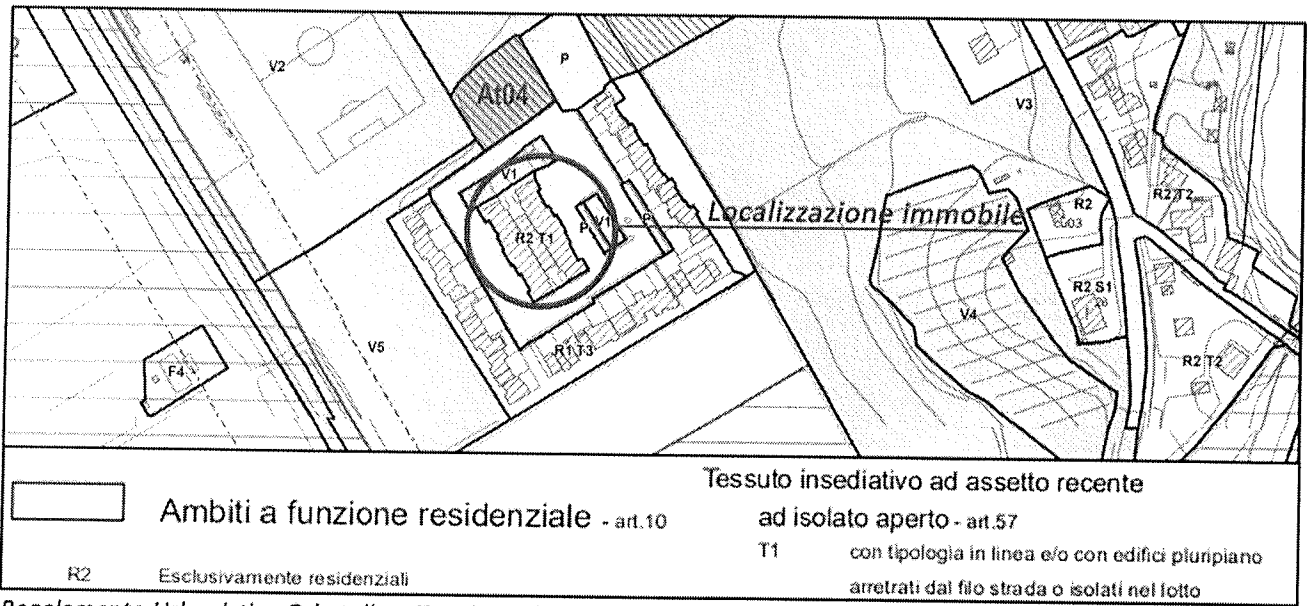 V2
P
At04
V3
V1
R2 T2
R2
Localizzazione immobile
P
V1
P
R2 T1
R2 S1
V4
V5
R1 T3
R2 T2
F4
Tessuto insediativo ad assetto recente
Ambiti a funzione residenziale - art.10
ad isolato aperto - art.57
T1 con tipologia in linea e/o con edifici pluripiano
R2 Esclusivamente residenziali
arretrati dal filo strada o isolati nel lotto